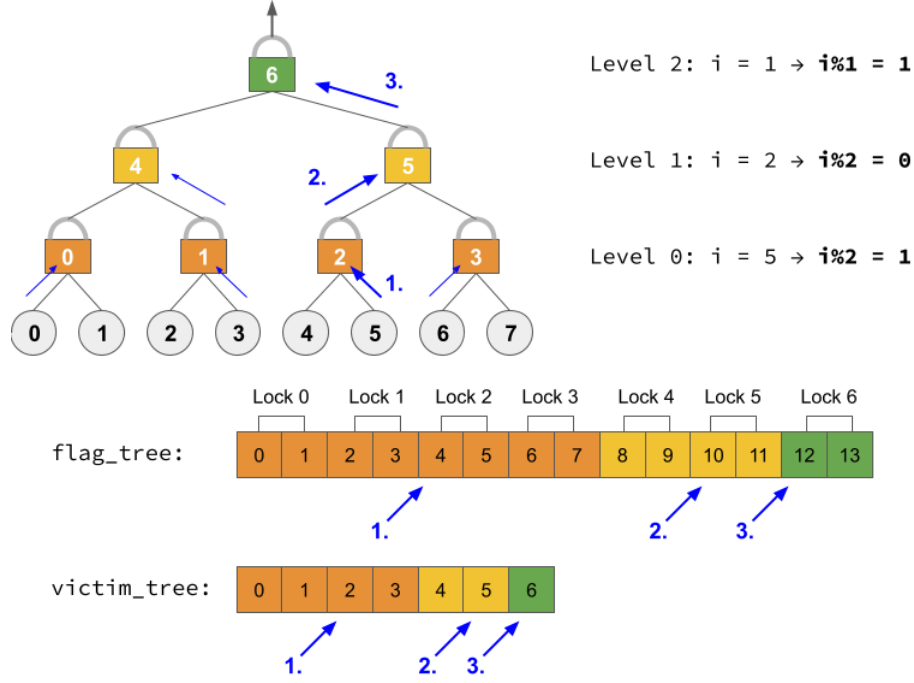 6
3.
Level 2: i = 1 → i%1 = 1
4
5
2.
Level 1: i = 2 → i%2 = 0
0
1
2
3
1.
Level 0: i = 5 → i%2 = 1
0 1 2 3 4 5 6 7
Lock 0 Lock 1 Lock 2 Lock 3 Lock 4 Lock 5 Lock 6
flag_tree: 0 1 2 3 4 5 6 7 8 9 10 11 12 13
1. 2. 3.
victim_tree: 0 1 2 3 4 5 6
1. 2. 3.